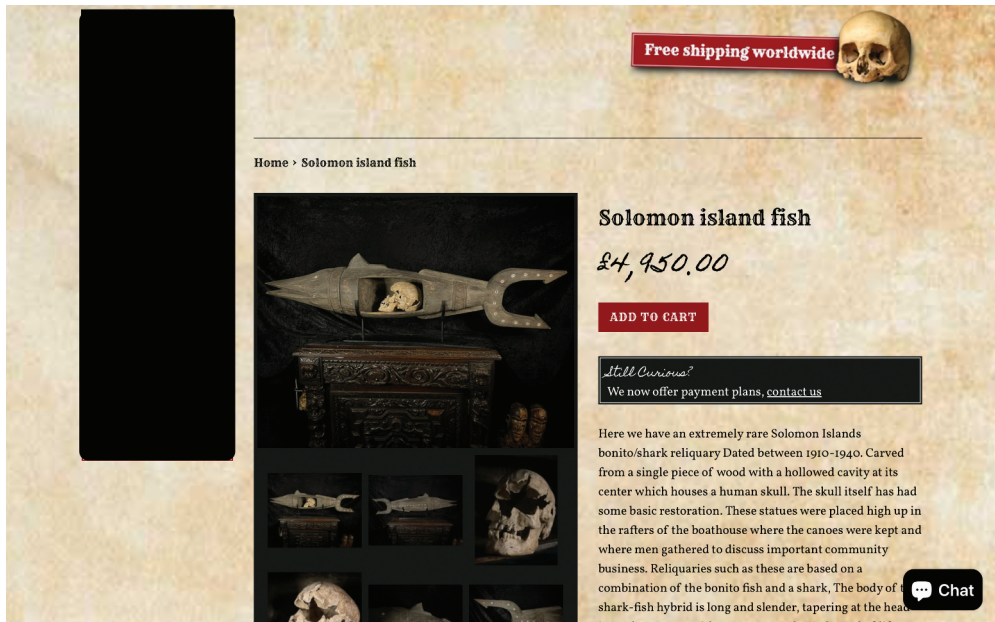 Free shipping worldwide
Home › Solomon island fish
Solomon island fish
£4,950.00
ADD TO CART
Still Curious?
We now offer payment plans, contact us
Here we have an extremely rare Solomon Islands
bonito/shark reliquary Dated between 1910-1940. Carved
from a single piece of wood with a hollowed cavity at its
center which houses a human skull. The skull itself has had
some basic restoration. These statues were placed high up in
the rafters of the boathouse where the canoes were kept and
where men gathered to discuss important community
business. Reliquaries such as these are based on a
combination of the bonito fish and a shark, The body of
shark-fish hybrid is long and slender, tapering at the head
Chat